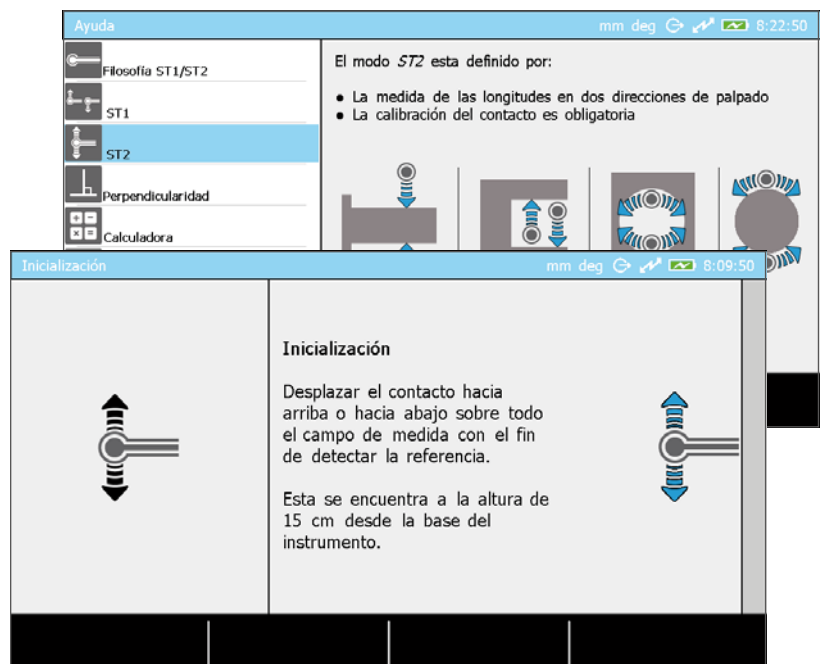 Ayuda
mm deg 8:22:50
Filosofía ST1/ST2
ST1
ST2
Perpendicularidad
Calculadora
El modo ST2 esta definido por:
• La medida de las longitudes en dos direcciones de palpado
• La calibración del contacto es obligatoria
Inicialización
mm deg 8:09:50
Inicialización
Desplazar el contacto hacia
arriba o hacia abajo sobre todo
el campo de medida con el fin
de detectar la referencia.
Esta se encuentra a la altura de
15 cm desde la base del
instrumento.